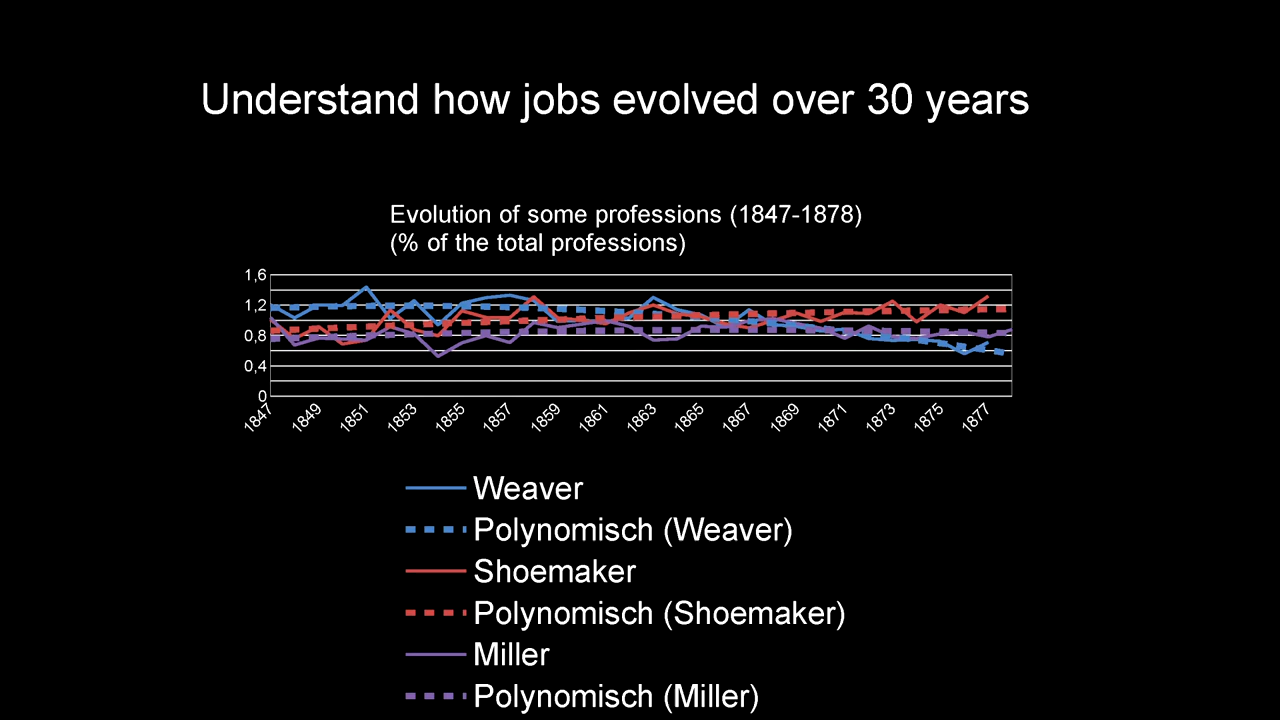 Understand how jobs evolved over 30 years
Evolution of some professions (1847-1878)
(% of the total professions)
1,6
1,2
0,8
0,4
0
1847 1849 1851 1853 1855 1857 1859 1861 1863 1865 1867 1869 1871 1873 1875 1877
Weaver
Polynomisch (Weaver)
Shoemaker
Polynomisch (Shoemaker)
Miller
Polynomisch (Miller)